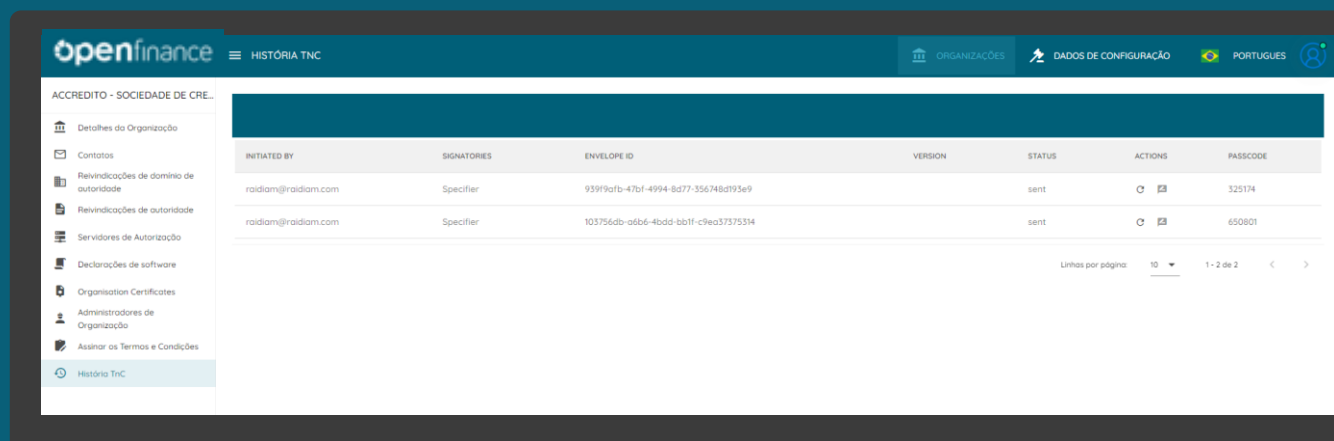 openfinance
HISTÓRIA TNC
ORGANIZAÇÕES
DADOS DE CONFIGURAÇÃO
PORTUGUES
ACCREDITO - SOCIEDADE DE CRE...
Detalhes da Organização
Contatos
Reivindicações de domínio de
autoridade
Reivindicações de autoridade
Servidores de Autorização
Declarações de software
Organisation Certificates
Administradores de
Organização
Assinar os Termos e Condições
História TnC
INITIATED BY SIGNATORIES ENVELOPE ID VERSION STATUS ACTIONS PASSCODE
raidiam@raidiam.com Specifier 939f9afb-47bf-4994-8d77-356748d193e9 sent 325174
raidiam@raidiam.com Specifier 103756db-a6b6-4bdd-bb1f-c9ea37375314 sent 650801
Linhas por página: 10 1 - 2 de 2